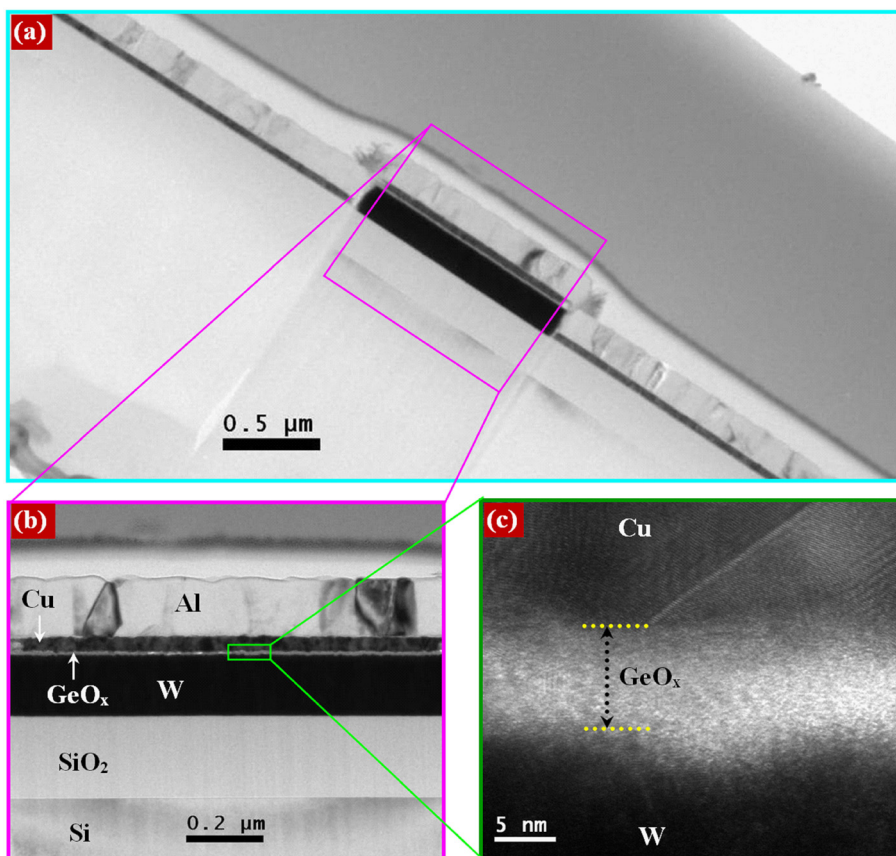 (a)
0.5 µm
(b)
Cu
Al
GeOₓ
W
SiO₂
Si
0.2 µm
(c)
Cu
GeOₓ
5 nm
W